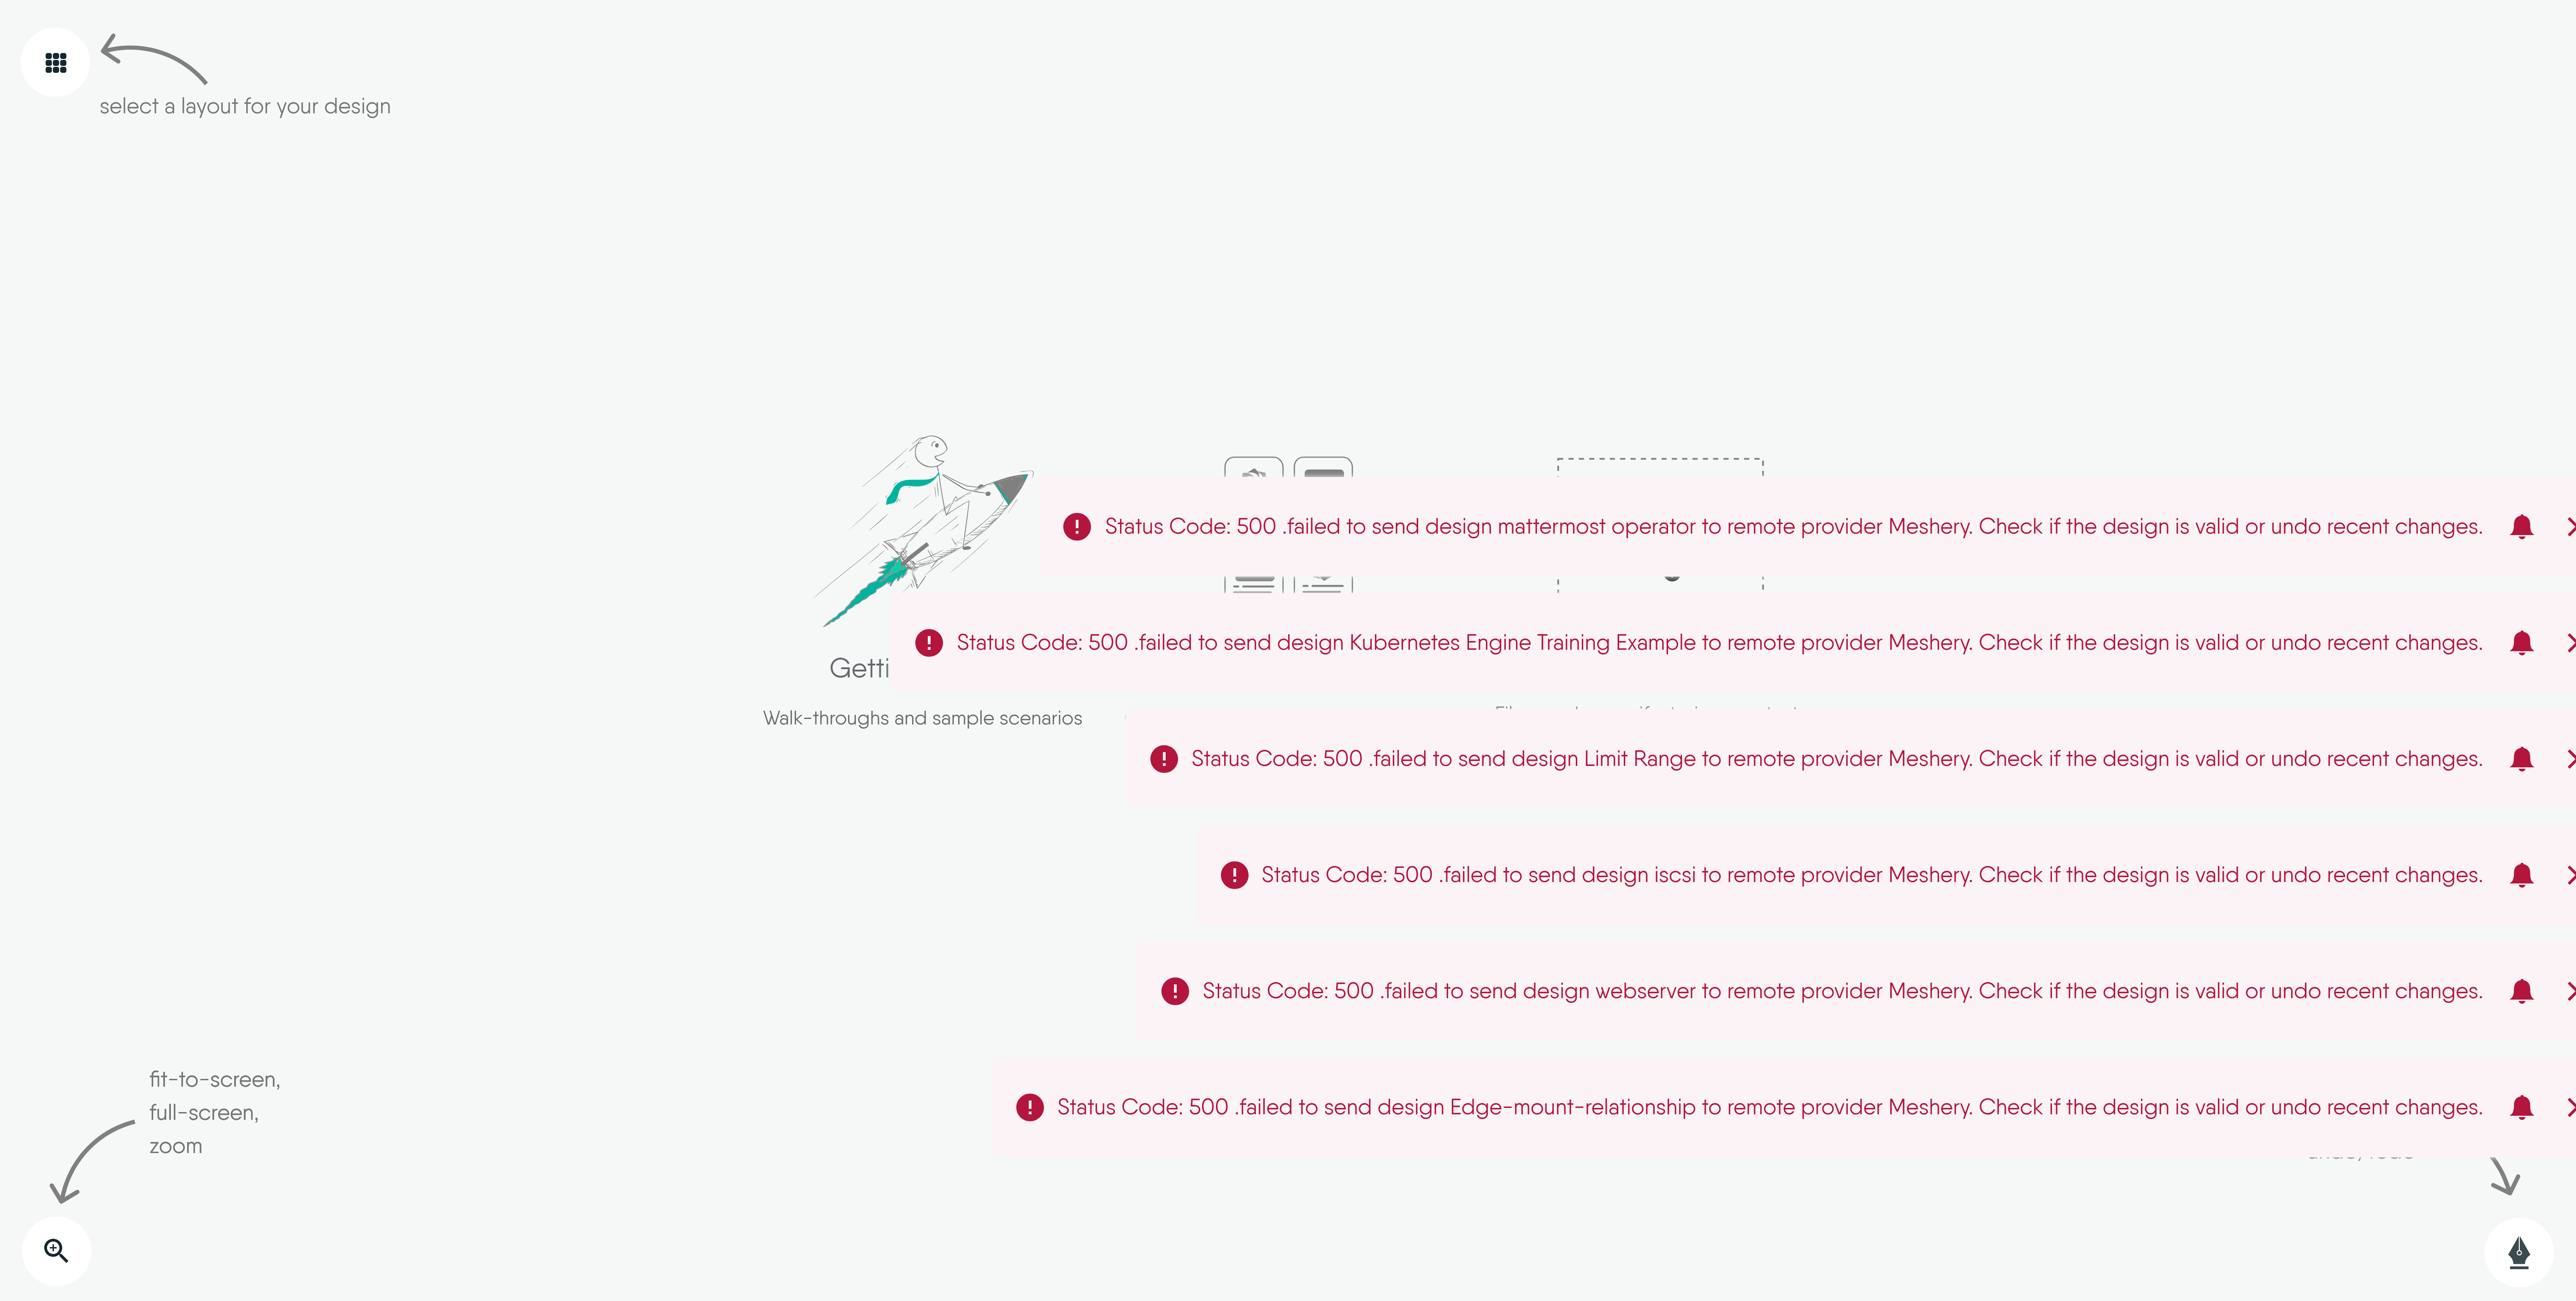 select a layout for your design
Status Code: 500 .failed to send design mattermost operator to remote provider Meshery. Check if the design is valid or undo recent changes.
Status Code: 500 .failed to send design Kubernetes Engine Training Example to remote provider Meshery. Check if the design is valid or undo recent changes.
Getti
Walk-throughs and sample scenarios
Status Code: 500 .failed to send design Limit Range to remote provider Meshery. Check if the design is valid or undo recent changes.
Status Code: 500 .failed to send design iscsi to remote provider Meshery. Check if the design is valid or undo recent changes.
Status Code: 500 .failed to send design webserver to remote provider Meshery. Check if the design is valid or undo recent changes.
Status Code: 500 .failed to send design Edge-mount-relationship to remote provider Meshery. Check if the design is valid or undo recent changes.
fit-to-screen,
full-screen,
zoom